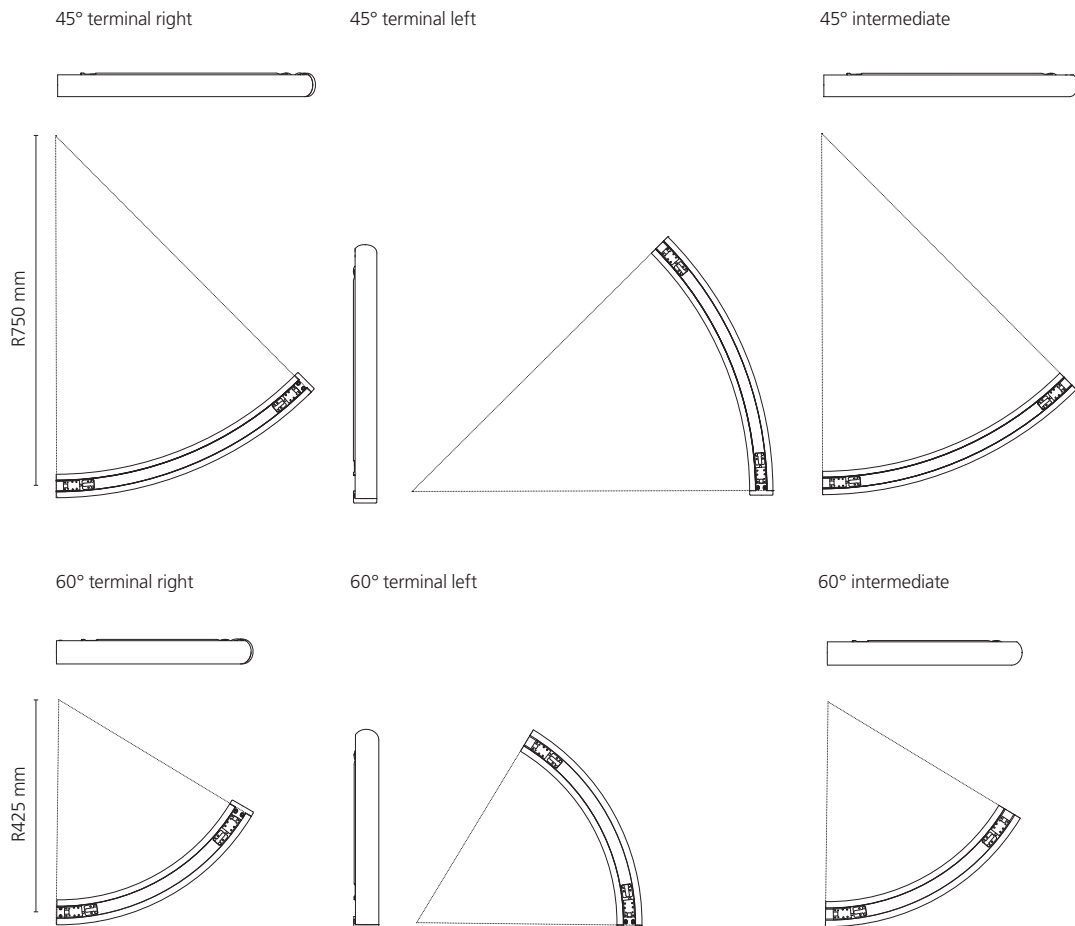 45° terminal right
45° terminal left
45° intermediate
R750 mm
60° terminal right
60° terminal left
60° intermediate
R425 mm